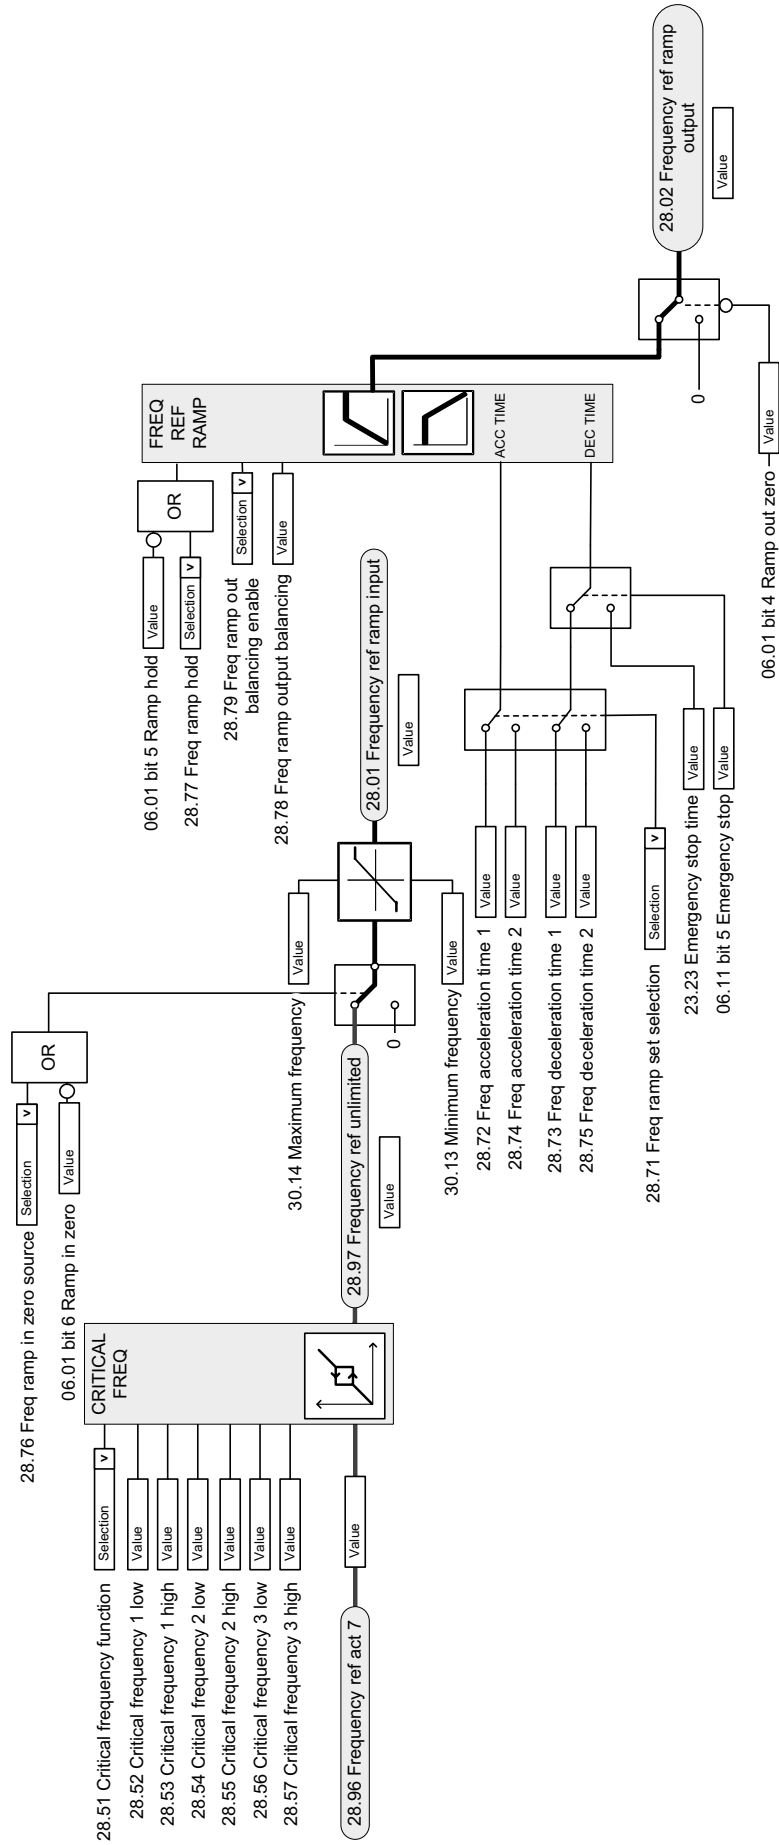 28.76 Freq ramp in zero source
Selection
v
06.01 bit 6 Ramp in zero
Value
OR
28.51 Critical frequency function
Selection
v
28.52 Critical frequency 1 low
Value
28.53 Critical frequency 1 high
Value
28.54 Critical frequency 2 low
Value
28.55 Critical frequency 2 high
Value
28.56 Critical frequency 3 low
Value
28.57 Critical frequency 3 high
Value
28.96 Frequency ref act 7
Value
CRITICAL
FREQ
28.97 Frequency ref unlimited
Value
0
30.14 Maximum frequency
Value
30.13 Minimum frequency
Value
28.01 Frequency ref ramp input
Value
06.01 bit 5 Ramp hold
Value
28.77 Freq ramp hold
Selection
v
OR
28.79 Freq ramp out
balancing enable
Selection
v
28.78 Freq ramp output balancing
Value
FREQ
REF
RAMP
ACC TIME
DEC TIME
28.72 Freq acceleration time 1
Value
28.74 Freq acceleration time 2
Value
28.73 Freq deceleration time 1
Value
28.75 Freq deceleration time 2
Value
28.71 Freq ramp set selection
Selection
v
23.23 Emergency stop time
Value
06.11 bit 5 Emergency stop
Value
0
06.01 bit 4 Ramp out zero
Value
28.02 Frequency ref ramp
output
Value